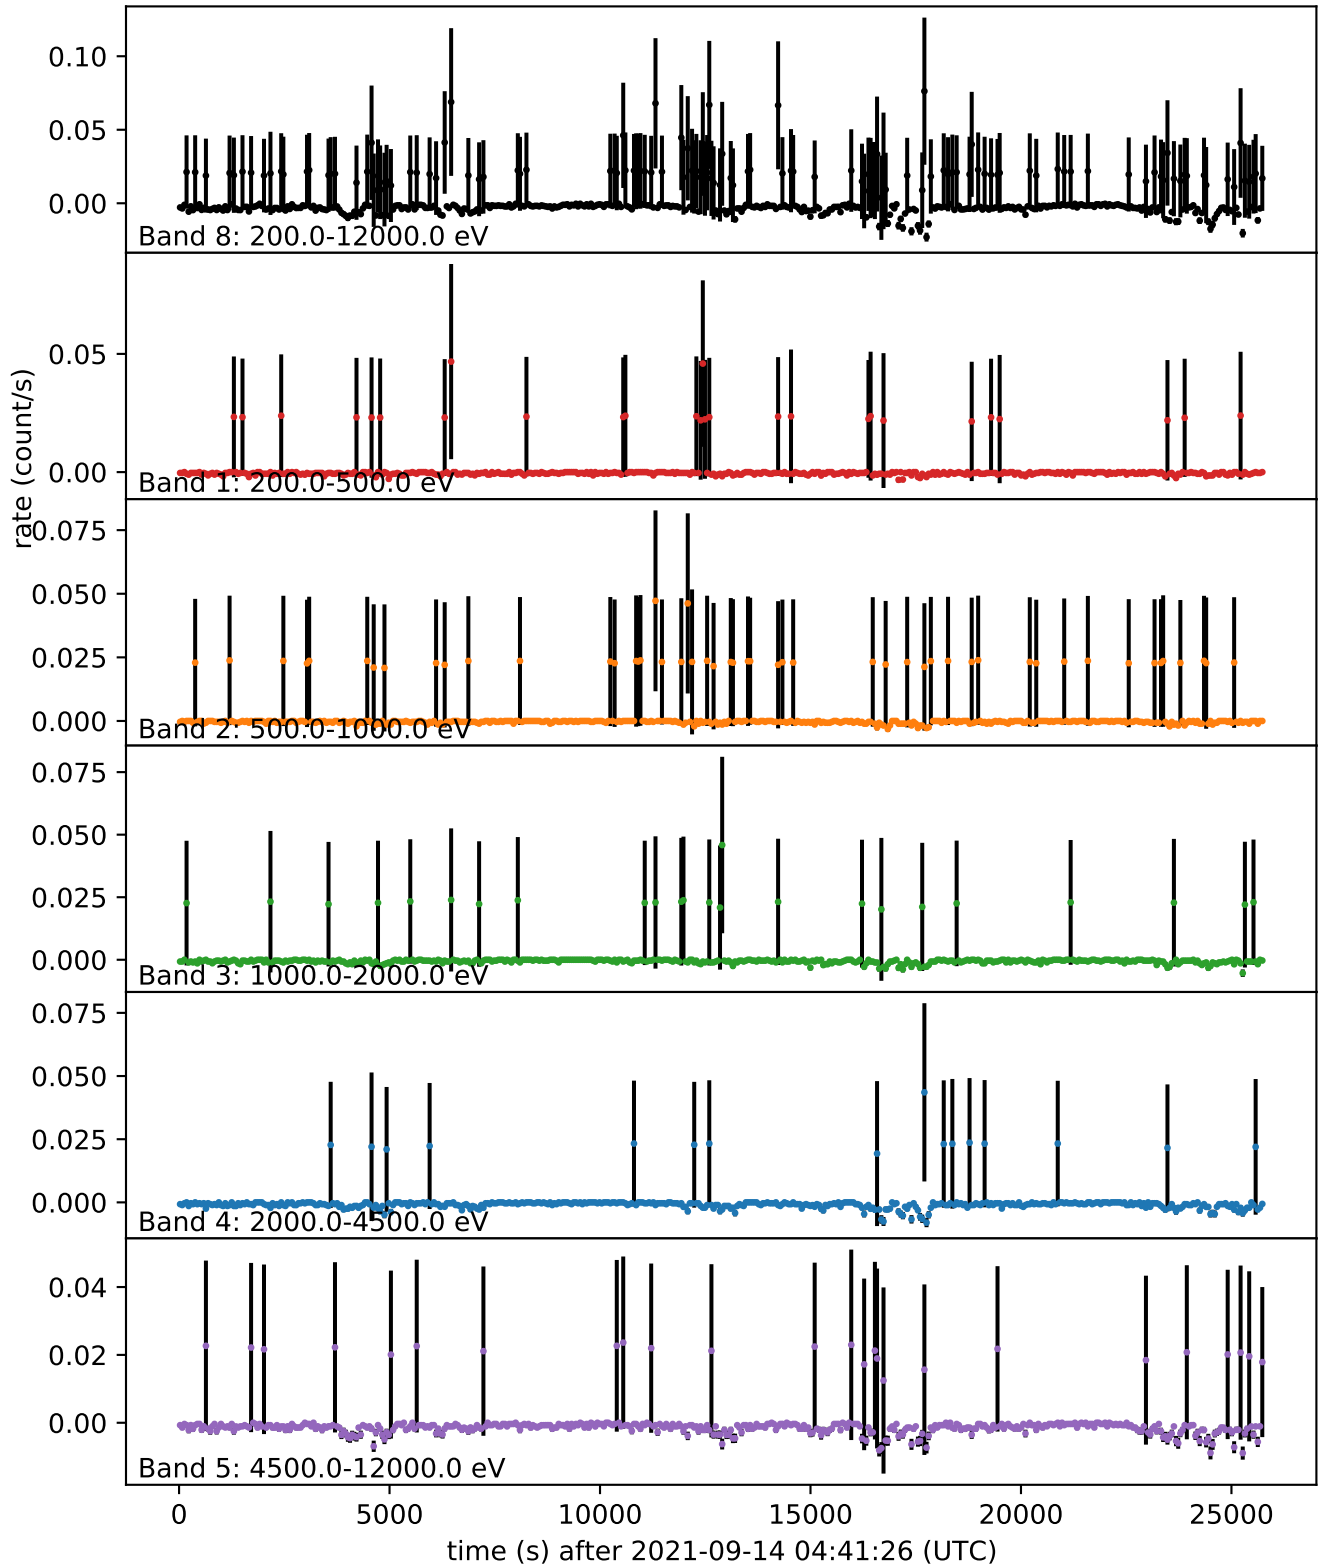 0.10
0.05
0.00
Band 8: 200.0-12000.0 eV
0.05
0.00
Band 1: 200.0-500.0 eV
rate (count/s)
0.075
0.050
0.025
0.000
Band 2: 500.0-1000.0 eV
0.075
0.050
0.025
0.000
Band 3: 1000.0-2000.0 eV
0.075
0.050
0.025
0.000
Band 4: 2000.0-4500.0 eV
0.04
0.02
0.00
Band 5: 4500.0-12000.0 eV
0 5000 10000 15000 20000 25000
time (s) after 2021-09-14 04:41:26 (UTC)